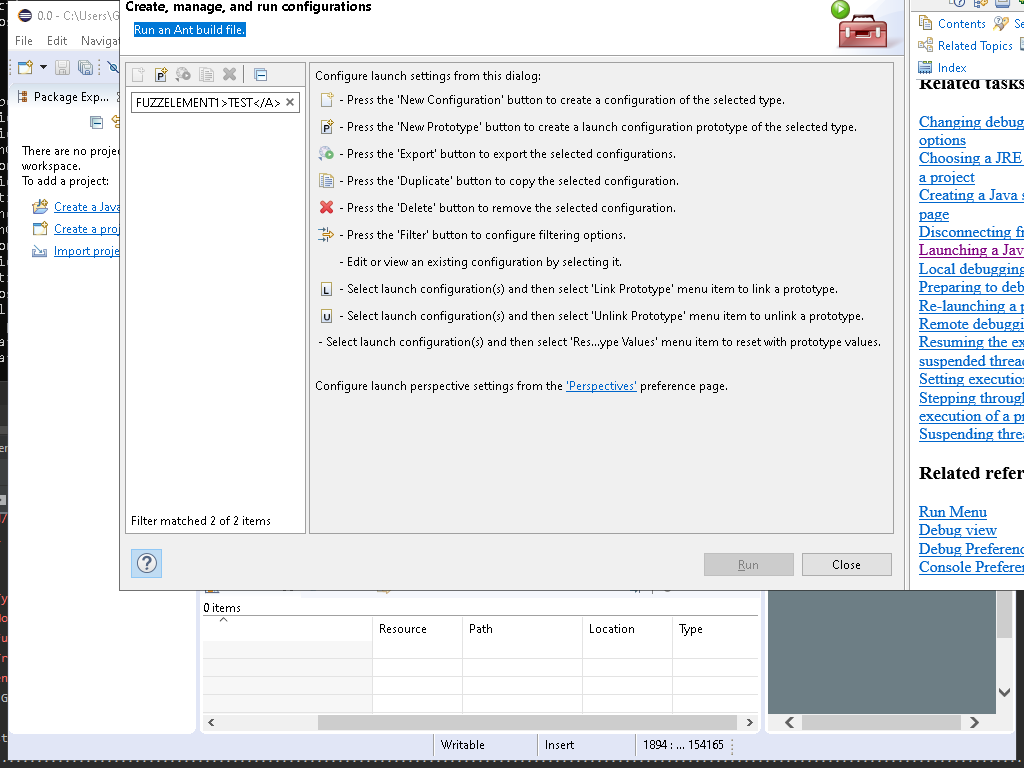 0.0 - C:\Users\G
File Edit Naviga
Package Exp...
There are no proje
workspace.
To add a project:
Create a Java
Create a pro
Import proje
Create, manage, and run configurations
Run an Ant build file.
FUZZELEMENT1>TEST</A>
Filter matched 2 of 2 items
Configure launch settings from this dialog:
- Press the 'New Configuration' button to create a configuration of the selected type.
- Press the 'New Prototype' button to create a launch configuration prototype of the selected type.
- Press the 'Export' button to export the selected configurations.
- Press the 'Duplicate' button to copy the selected configuration.
- Press the 'Delete' button to remove the selected configuration.
- Press the 'Filter' button to configure filtering options.
- Edit or view an existing configuration by selecting it.
L - Select launch configuration(s) and then select 'Link Prototype' menu item to link a prototype.
U - Select launch configuration(s) and then select 'Unlink Prototype' menu item to unlink a prototype.
- Select launch configuration(s) and then select 'Res...ype Values' menu item to reset with prototype values.
Configure launch perspective settings from the 'Perspectives' preference page.
Run Close
Contents Se
Related Topics
Index
Related tasks
Changing debug
options
Choosing a JRE
a project
Creating a Java s
page
Disconnecting fr
Launching a Jav
Local debugging
Preparing to deb
Re-launching a p
Remote debuggi
Resuming the ex
suspended threa
Setting executio
Stepping through
execution of a pr
Suspending threa
Related refer
Run Menu
Debug view
Debug Preferenc
Console Preferen
0 items
Resource Path Location Type
Writable Insert 1894 : ... 154165